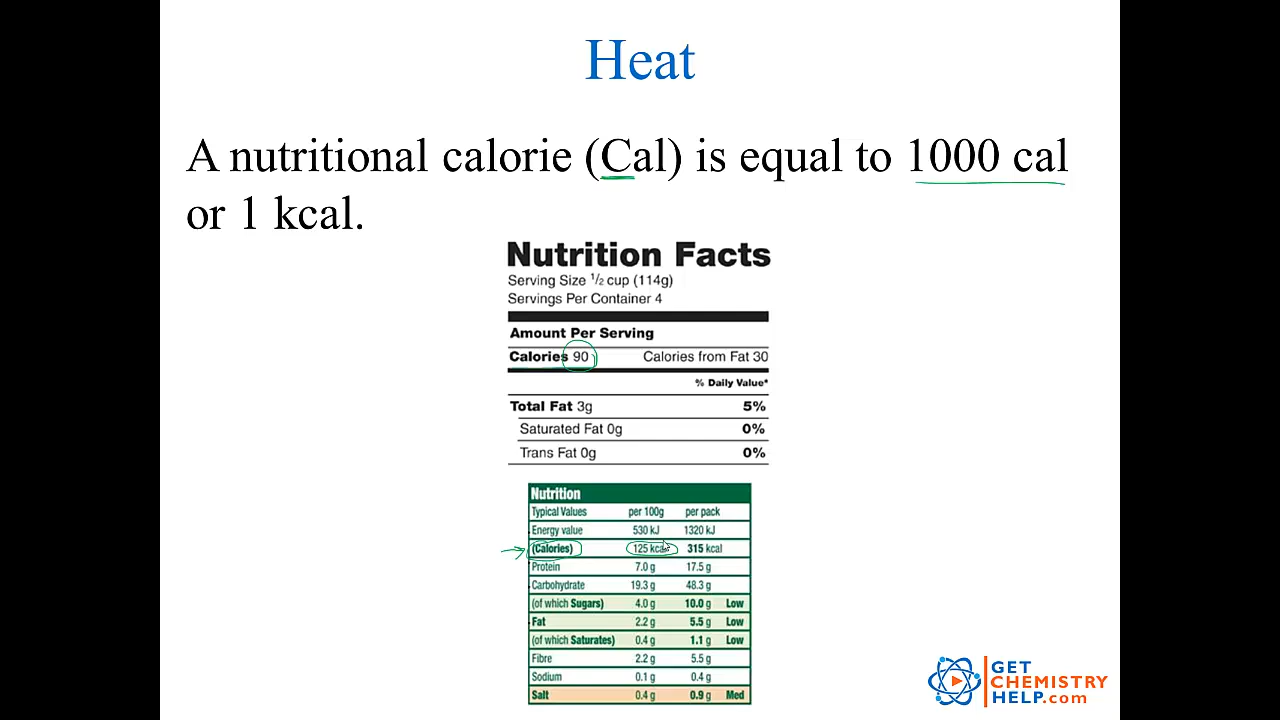 Heat
A nutritional calorie (Cal) is equal to 1000 cal
or 1 kcal.
Nutrition Facts
Serving Size 1/2 cup (114g)
Servings Per Container 4
Amount Per Serving
Calories 90 Calories from Fat 30
% Daily Value*
Total Fat 3g 5%
Saturated Fat 0g 0%
Trans Fat 0g 0%
Nutrition
Typical Values per 100g per pack
Energy value 530 kJ 1320 kJ
(Calories) 125 kcal 315 kcal
Protein 7.0 g 17.5 g
Carbohydrate 19.3 g 48.3 g
(of which Sugars) 4.0 g 10.0 g Low
Fat 2.2 g 5.5 g Low
(of which Saturates) 0.4 g 1.1 g Low
Fibre 2.2 g 5.5 g
Sodium 0.1 g 0.4 g
Salt 0.4 g 0.9 g Med
GET
CHEMISTRY
HELP.com